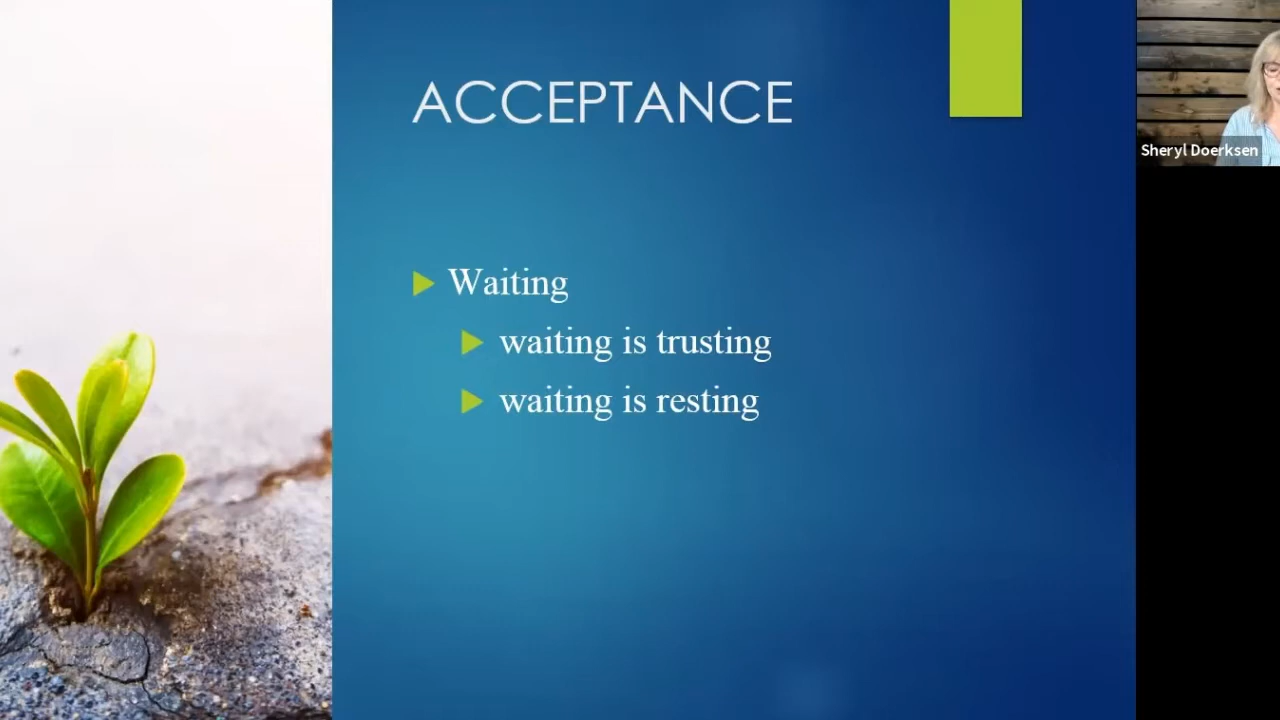 ACCEPTANCE
Waiting
waiting is trusting
waiting is resting
Sheryl Doerksen